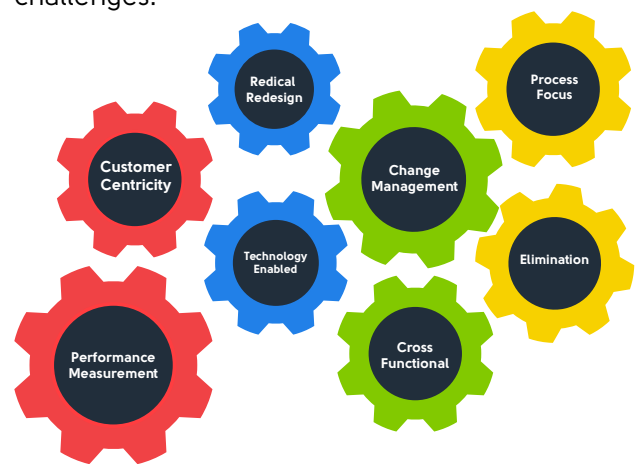 challenges.
Redical
Redesign
Process
Focus
Customer
Centricity
Change
Management
Technology
Enabled
Elimination
Performance
Measurement
Cross
Functional